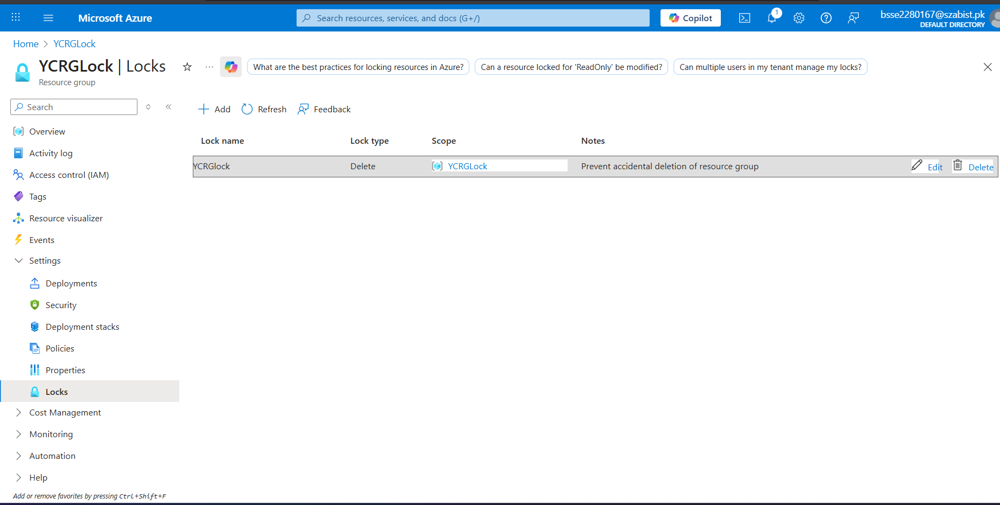 Microsoft Azure
Search resources, services, and docs (G+/)
Copilot
1
bsse2280167@szabist.pk
DEFAULT DIRECTORY
Home > YCRGLock
YCRGLock | Locks
Resource group
What are the best practices for locking resources in Azure?
Can a resource locked for 'ReadOnly' be modified?
Can multiple users in my tenant manage my locks?
Search
Add
Refresh
Feedback
Overview
Activity log
Access control (IAM)
Tags
Resource visualizer
Events
Settings
Deployments
Security
Deployment stacks
Policies
Properties
Locks
Cost Management
Monitoring
Automation
Help
Add or remove favorites by pressing Ctrl+Shift+F
Lock name Lock type Scope Notes
YCRGlock Delete YCRGLock Prevent accidental deletion of resource group Edit Delete